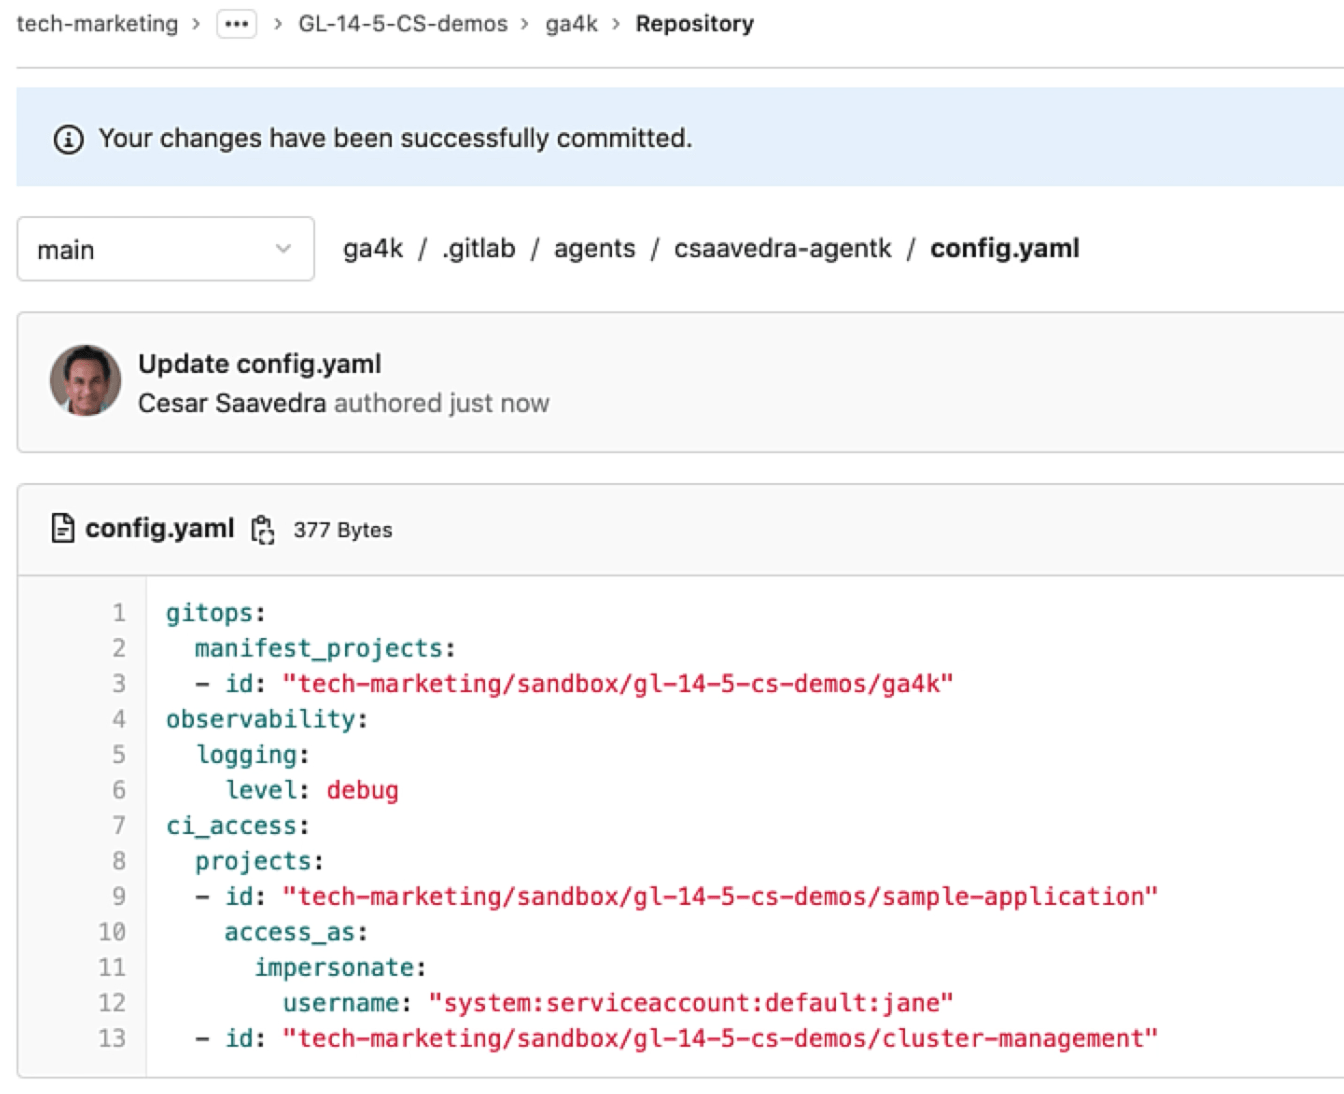 tech-marketing > ••• > GL-14-5-CS-demos > ga4k > Repository
Your changes have been successfully committed.
main
ga4k / .gitlab / agents / csaavedra-agentk / config.yaml
Update config.yaml
Cesar Saavedra authored just now
config.yaml 377 Bytes
1 gitops:
2   manifest_projects:
3   - id: "tech-marketing/sandbox/gl-14-5-cs-demos/ga4k"
4 observability:
5   logging:
6     level: debug
7 ci_access:
8   projects:
9   - id: "tech-marketing/sandbox/gl-14-5-cs-demos/sample-application"
10     access_as:
11       impersonate:
12         username: "system:serviceaccount:default:jane"
13   - id: "tech-marketing/sandbox/gl-14-5-cs-demos/cluster-management"